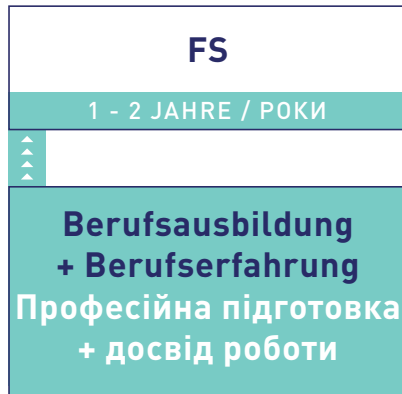 FS
1 - 2 JAHRE / РОКИ
Berufsausbildung
+ Berufserfahrung
Професійна підготовка
+ досвід роботи